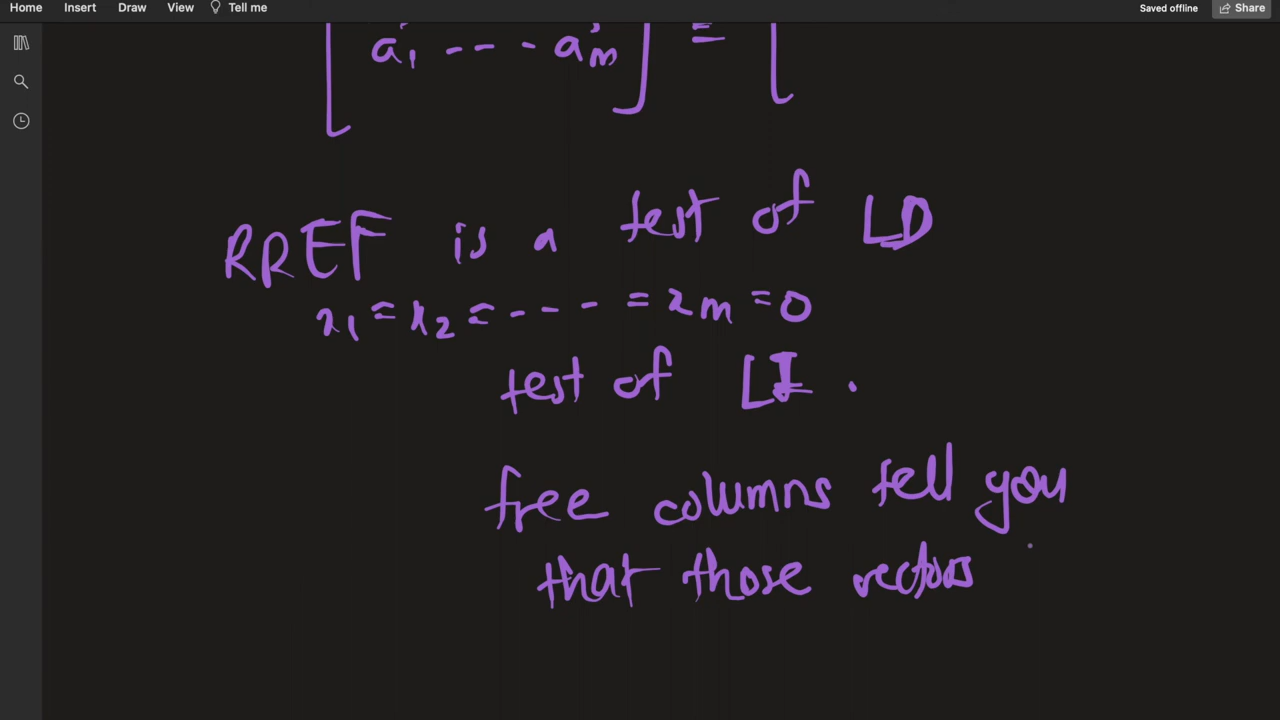 Home Insert Draw View Tell me Saved offline Share
a₁ --- aₘ =
RREF is a test of LD
x₁ = x₂ = ---- = xm = 0
test of LI .
free columns tell you
that those vectors